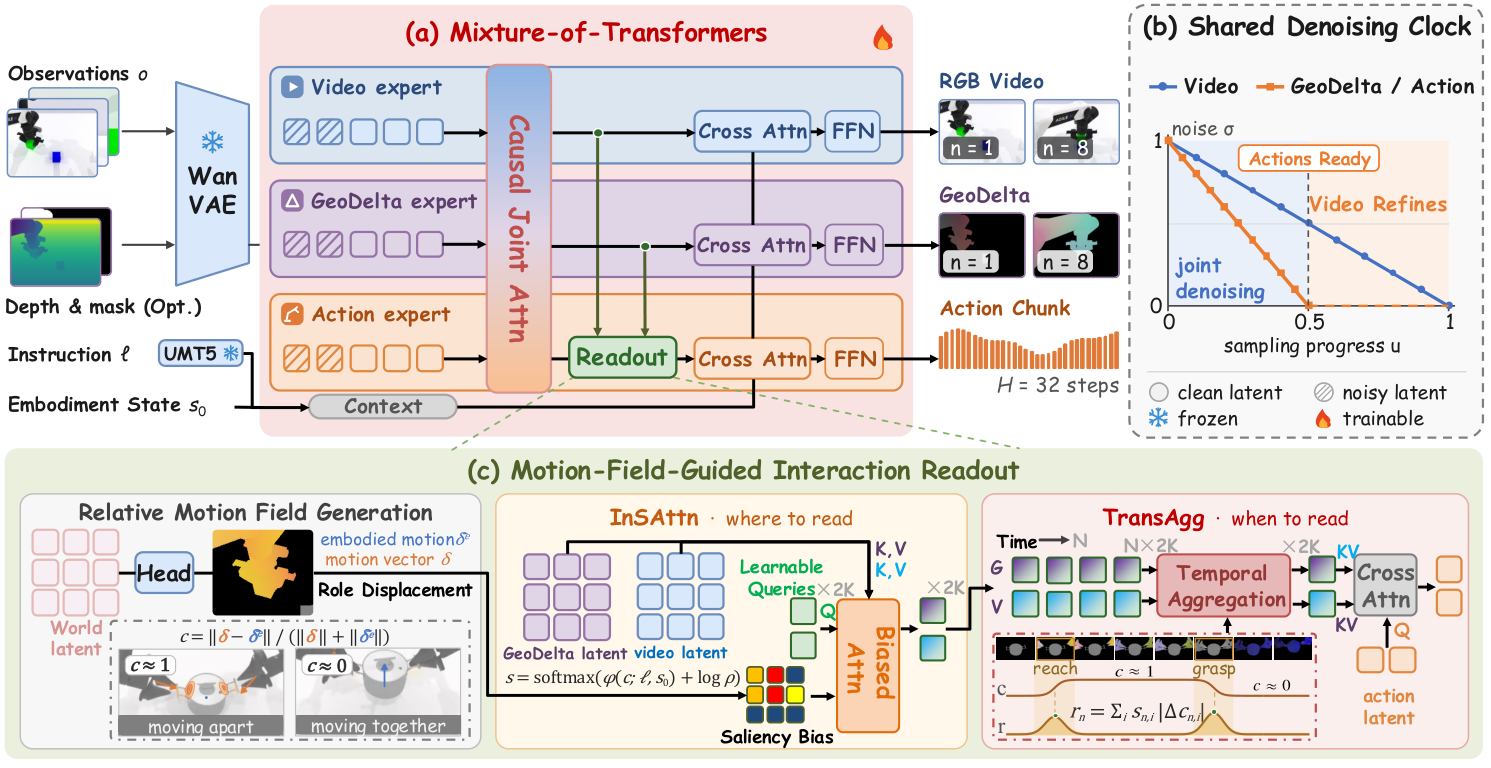 (a) Mixture-of-Transformers
Observations o
Wan
VAE
Depth & mask (Opt.)
Instruction ℓ
UMT5
Embodiment State s₀
Context
Video expert
GeoDelta expert
Action expert
Causal Joint Attn
Readout
Cross Attn
FFN
Cross Attn
FFN
Cross Attn
FFN
RGB Video
n = 1
n = 8
GeoDelta
n = 1
n = 8
Action Chunk
H = 32 steps
(b) Shared Denoising Clock
Video
GeoDelta / Action
noise σ
1
0
Actions Ready
Video Refines
joint
denoising
0
0.5
1
sampling progress u
clean latent
noisy latent
frozen
trainable
(c) Motion-Field-Guided Interaction Readout
Relative Motion Field Generation
World
latent
Head
embodied motion δᵉ
motion vector δ
Role Displacement
c = ‖δ − δᵉ‖ / (‖δ‖ + ‖δᵉ‖)
c ≈ 1
moving apart
c ≈ 0
moving together
InSAttn · where to read
GeoDelta latent
video latent
K, V
K, V
Learnable
Queries
×2K
Q
Biased
Attn
×2K
s = softmax(φ(c; ℓ, s₀) + log ρ)
Saliency Bias
TransAgg · when to read
Time
N
G
V
N×2K
Temporal
Aggregation
×2K
KV
KV
Cross
Attn
Q
action
latent
reach
c ≈ 1
grasp
c ≈ 0
c
r
rₙ = Σᵢ sₙ,ᵢ |Δcₙ,ᵢ|